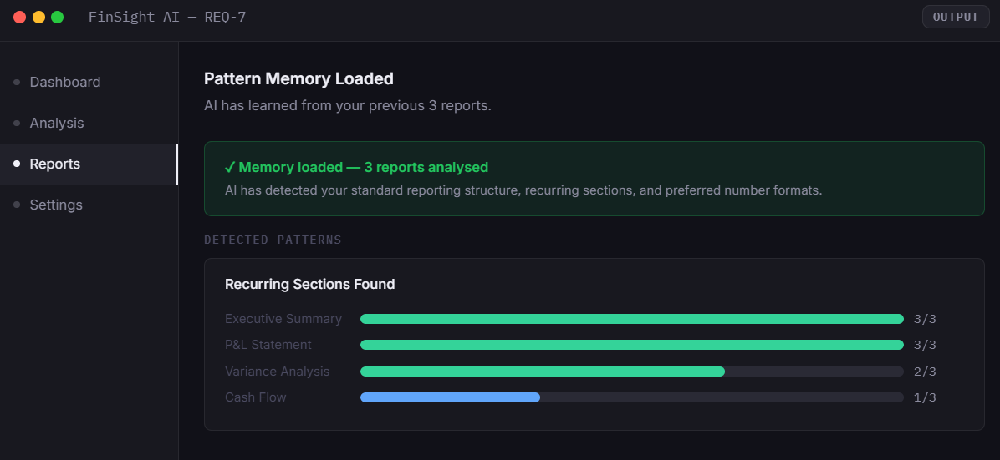 FinSight AI — REQ-7
OUTPUT
Dashboard
Analysis
Reports
Settings
Pattern Memory Loaded
AI has learned from your previous 3 reports.
✓ Memory loaded — 3 reports analysed
AI has detected your standard reporting structure, recurring sections, and preferred number formats.
DETECTED PATTERNS
Recurring Sections Found
Executive Summary 3/3
P&L Statement 3/3
Variance Analysis 2/3
Cash Flow 1/3